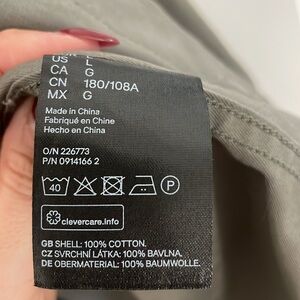 US L
CA G
CN 180/108A
MX G
Made in China
Fabriqué en Chine
Hecho en China
O/N 226773
P/N 0914166 2
40
P
clevercare.info
GB SHELL: 100% COTTON.
CZ SVRCHNÍ LÁTKA: 100% BAVLNA.
DE OBERMATERIAL: 100% BAUMWOLLE.